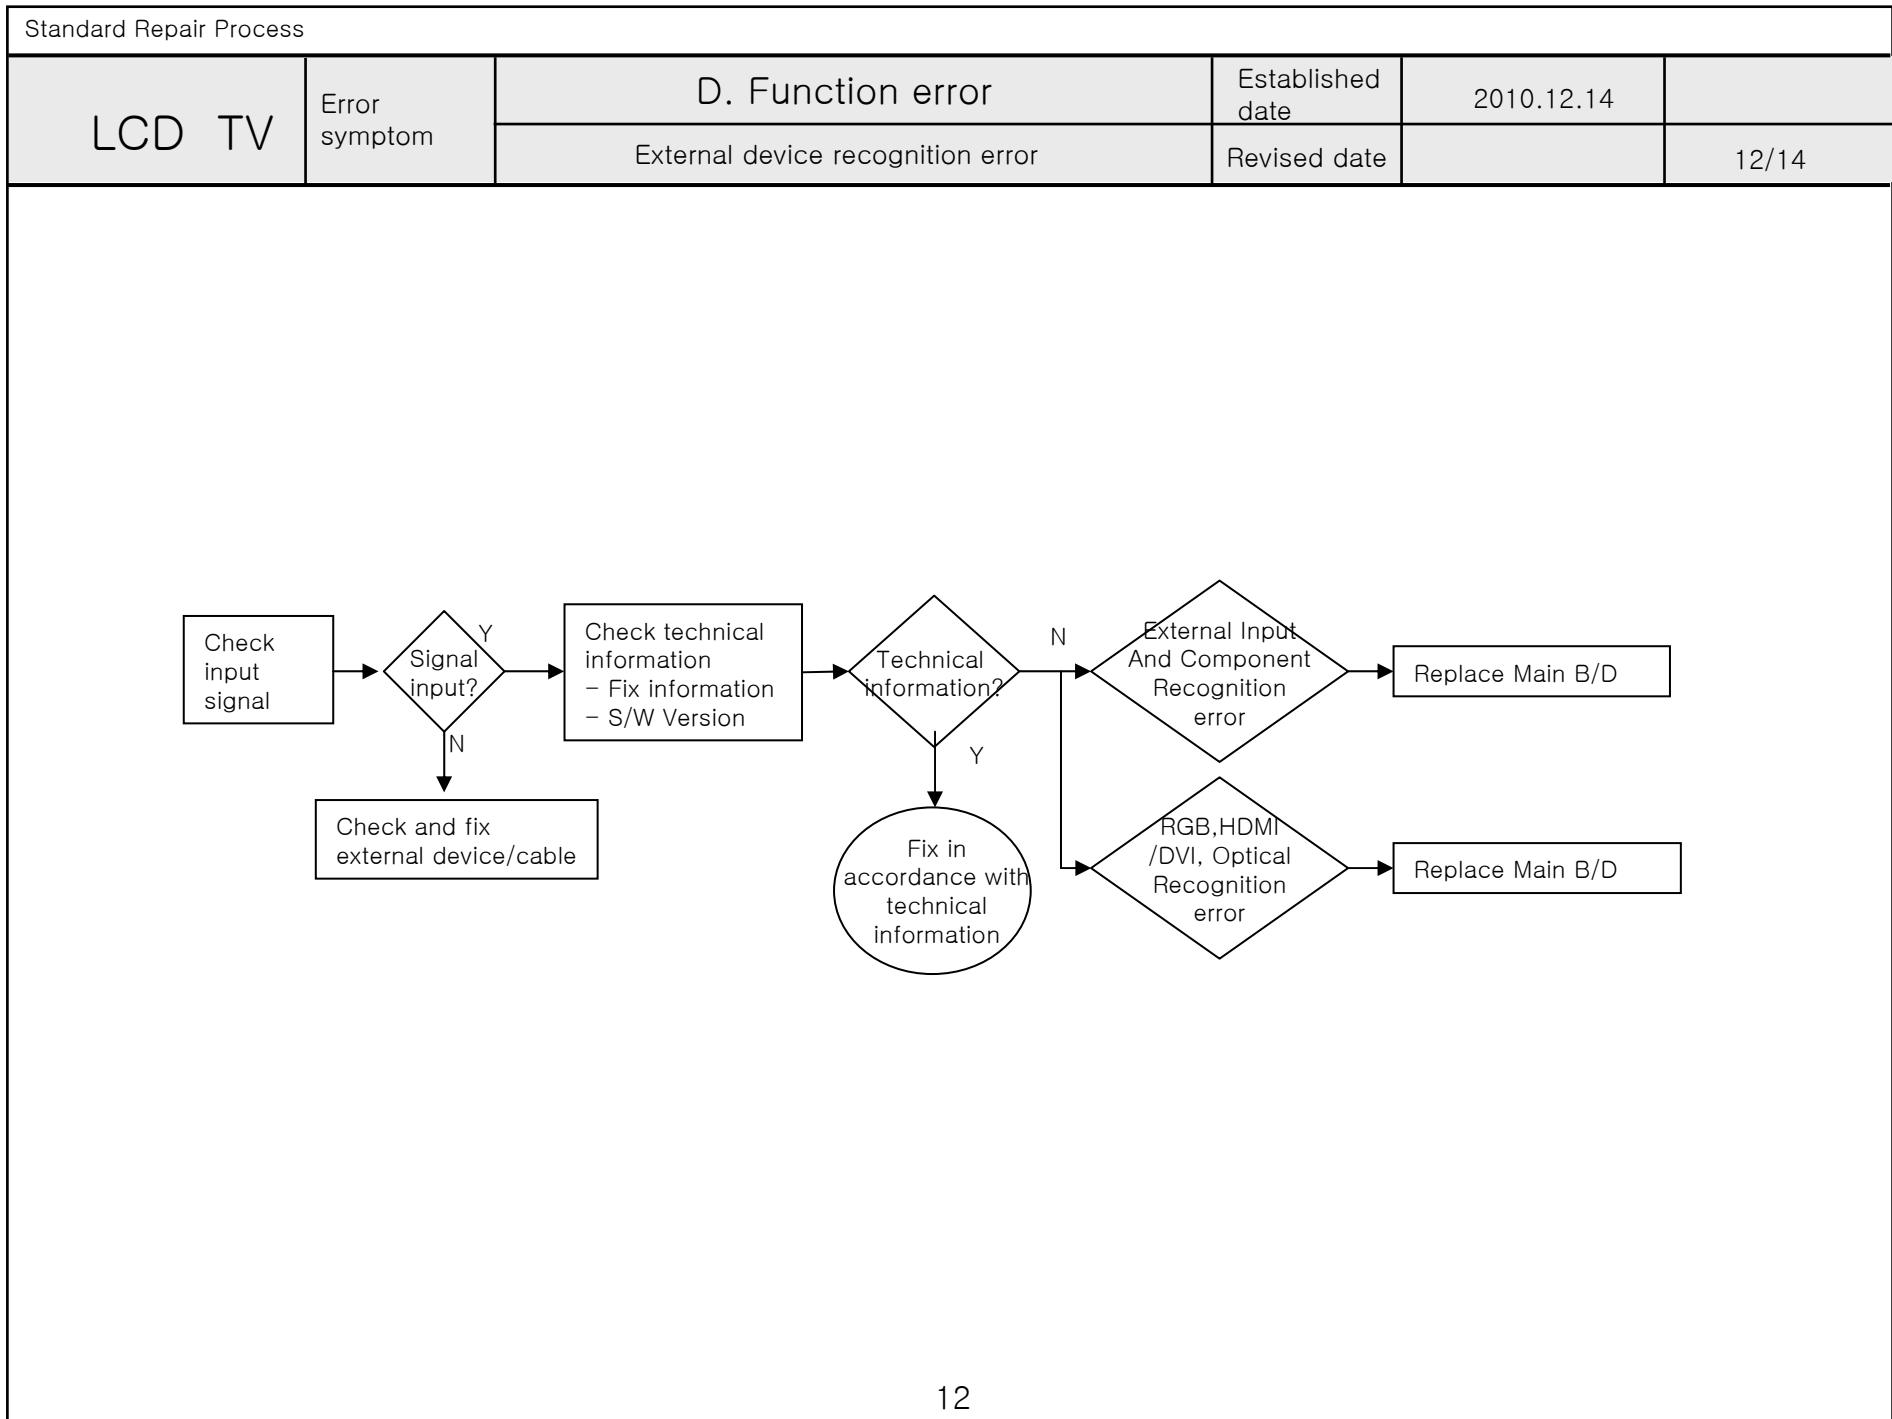 Standard Repair Process
LCD TV
Error
symptom
D. Function error
External device recognition error
Established
date
2010.12.14
Revised date
12/14
Check
input
signal
Signal
input?
Y
N
Check and fix
external device/cable
Check technical
information
- Fix information
- S/W Version
Technical
information?
N
Y
Fix in
accordance with
technical
information
External Input
And Component
Recognition
error
Replace Main B/D
RGB,HDMI
/DVI, Optical
Recognition
error
Replace Main B/D
12